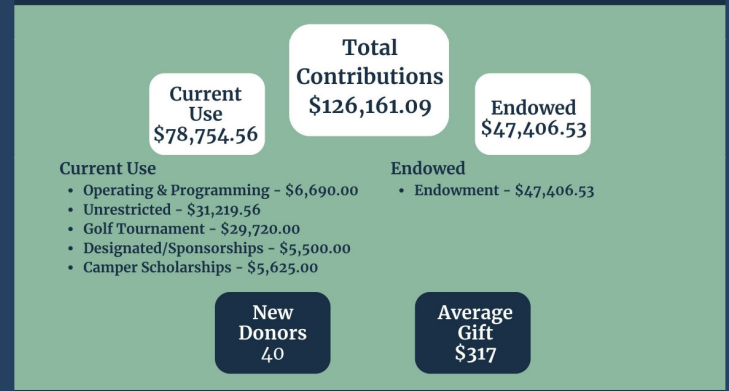 Total
Contributions
$126,161.09
Current
Use
$78,754.56
Endowed
$47,406.53
Current Use
• Operating & Programming - $6,690.00
• Unrestricted - $31,219.56
• Golf Tournament - $29,720.00
• Designated/Sponsorships - $5,500.00
• Camper Scholarships - $5,625.00
Endowed
• Endowment - $47,406.53
New
Donors
40
Average
Gift
$317